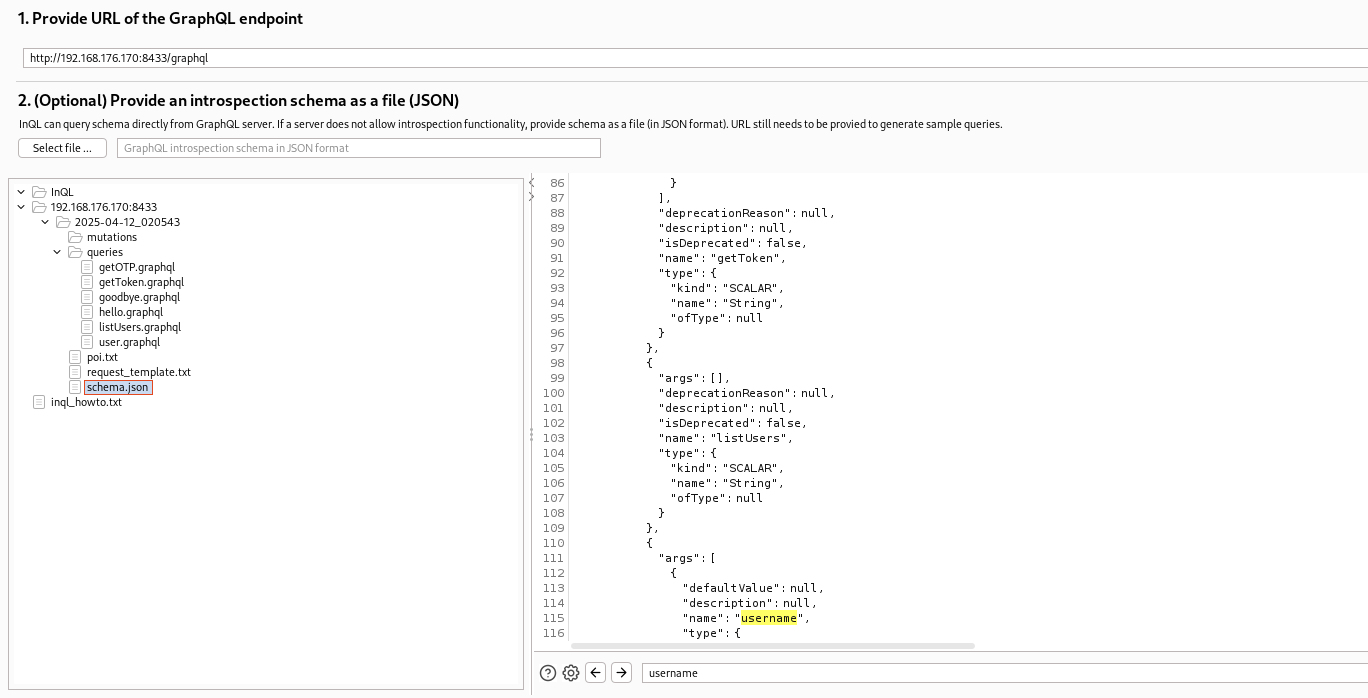 1. Provide URL of the GraphQL endpoint
http://192.168.176.170:8433/graphql
2. (Optional) Provide an introspection schema as a file (JSON)
InQL can query schema directly from GraphQL server. If a server does not allow introspection functionality, provide schema as a file (in JSON format). URL still needs to be provied to generate sample queries.
Select file ... GraphQL introspection schema in JSON format
InQL
192.168.176.170:8433
2025-04-12_020543
mutations
queries
getOTP.graphql
getToken.graphql
goodbye.graphql
hello.graphql
listUsers.graphql
user.graphql
poi.txt
request_template.txt
schema.json
inql_howto.txt
86 }
87 ],
88 "deprecationReason": null,
89 "description": null,
90 "isDeprecated": false,
91 "name": "getToken",
92 "type": {
93 "kind": "SCALAR",
94 "name": "String",
95 "ofType": null
96 }
97 },
98 {
99 "args": [],
100 "deprecationReason": null,
101 "description": null,
102 "isDeprecated": false,
103 "name": "listUsers",
104 "type": {
105 "kind": "SCALAR",
106 "name": "String",
107 "ofType": null
108 }
109 },
110 {
111 "args": [
112 {
113 "defaultValue": null,
114 "description": null,
115 "name": "username",
116 "type": {
username